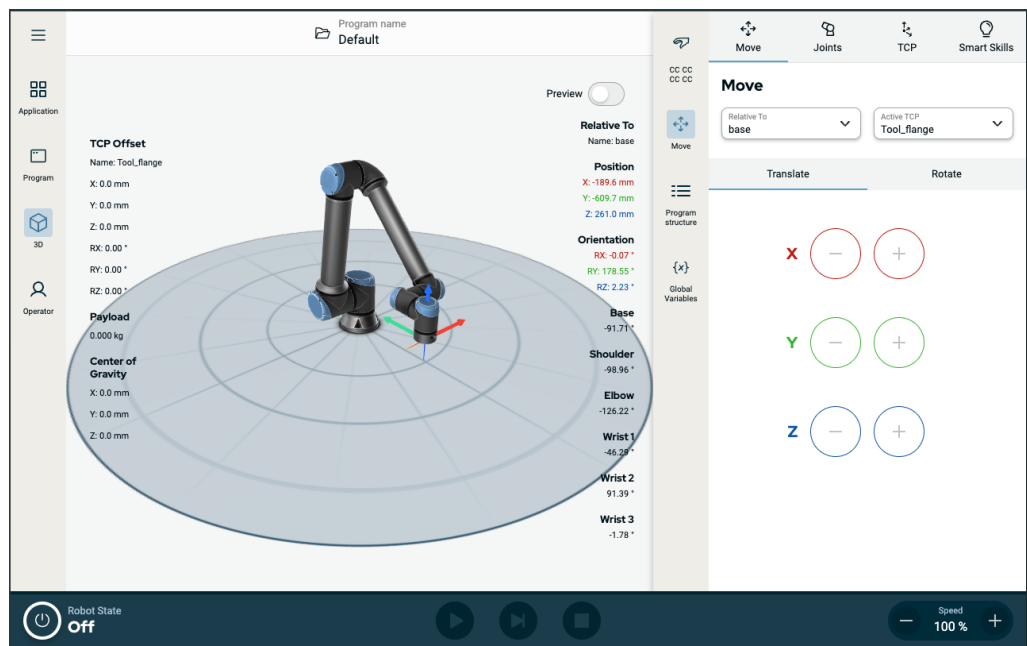 Program name
Default
Application
Program
3D
Operator
Preview
TCP Offset
Name: Tool_flange
X: 0.0 mm
Y: 0.0 mm
Z: 0.0 mm
RX: 0.00 °
RY: 0.00 °
RZ: 0.00 °
Payload
0.000 kg
Center of
Gravity
X: 0.0 mm
Y: 0.0 mm
Z: 0.0 mm
Relative To
Name: base
Position
X: -189.6 mm
Y: -609.7 mm
Z: 261.0 mm
Orientation
RX: -0.07 °
RY: 178.55 °
RZ: 2.23 °
Base
-91.71 °
Shoulder
-98.96 °
Elbow
-126.22 °
Wrist 1
-46.28 °
Wrist 2
91.39 °
Wrist 3
-1.78 °
CC CC
CC CC
Move
Program
structure
{x}
Global
Variables
Move
Joints
TCP
Smart Skills
Move
Relative To
base
Active TCP
Tool_flange
Translate
Rotate
X
Y
Z
Robot State
Off
Speed
100 %